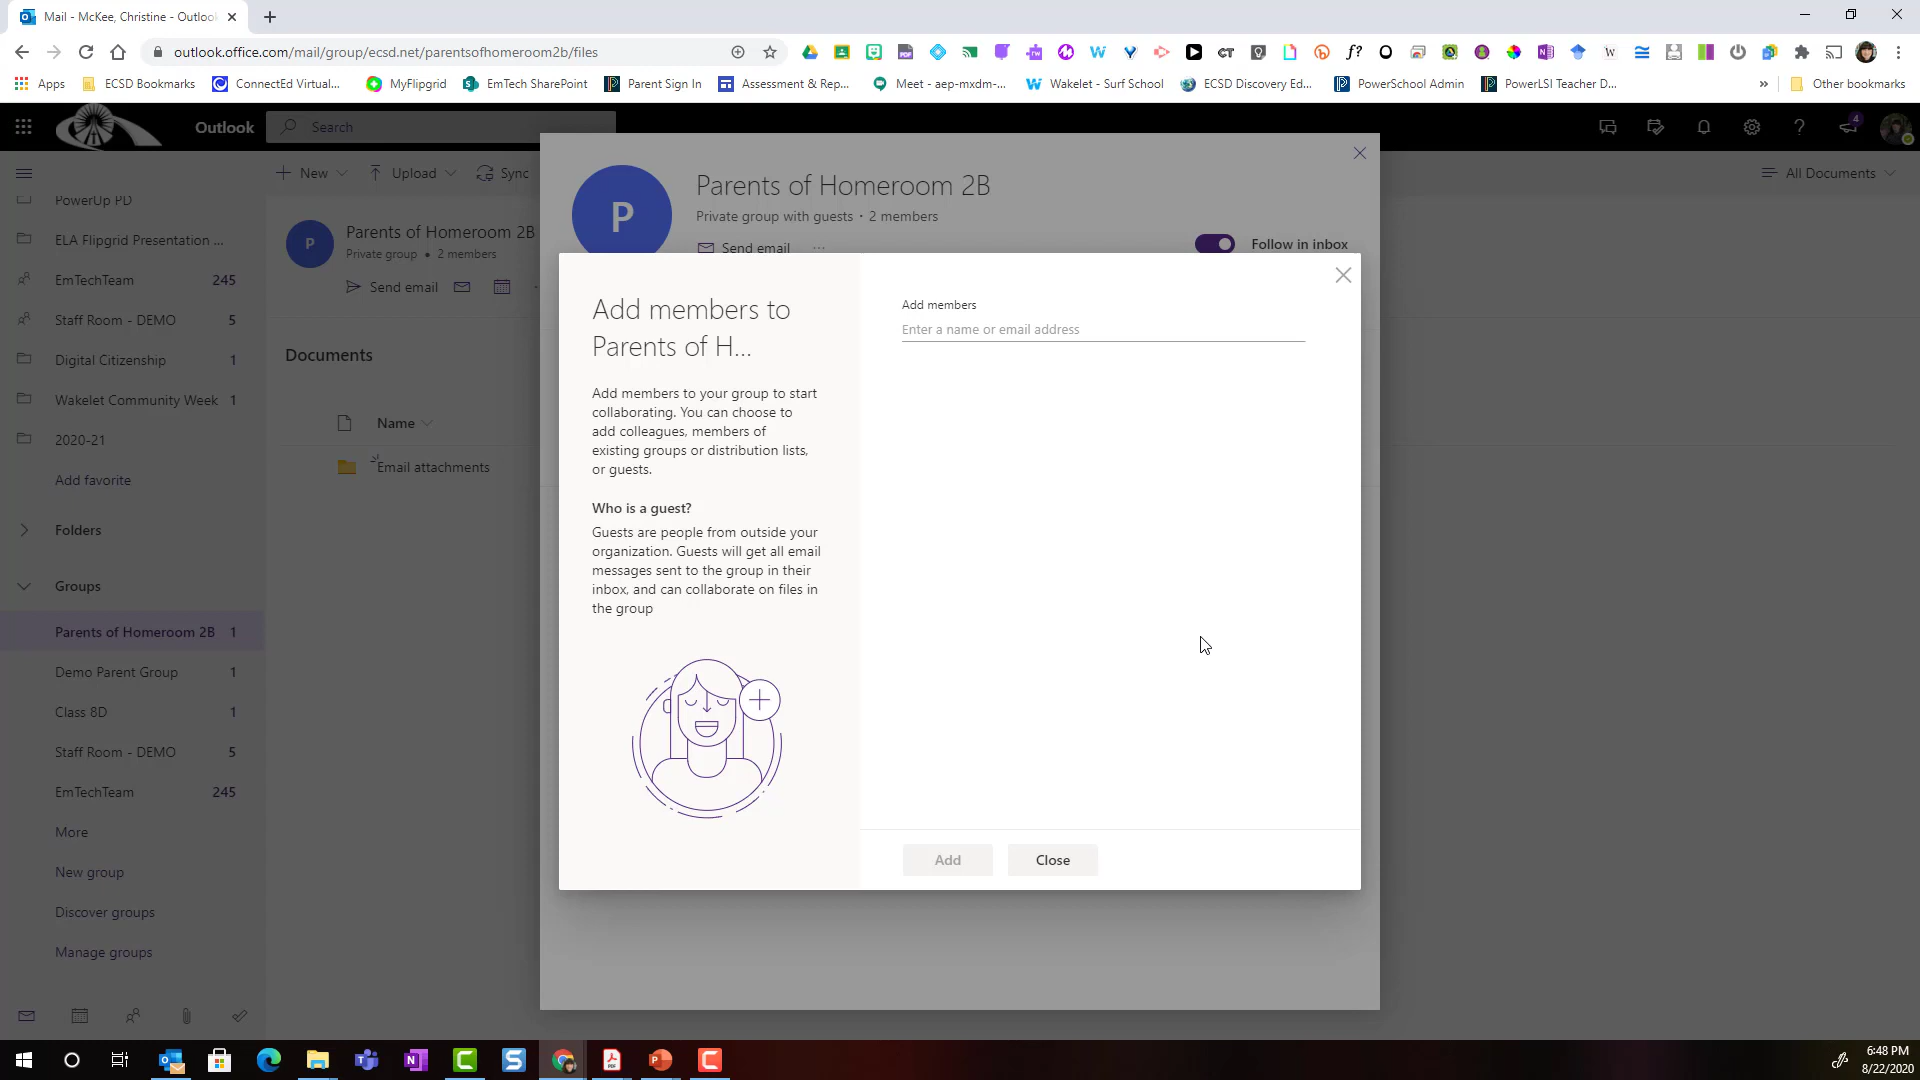 Mail - McKee, Christine - Outlook
outlook.office.com/mail/group/ecsd.net/parentsofhomeroom2b/files
Apps
ECSD Bookmarks
ConnectEd Virtual...
MyFlipgrid
EmTech SharePoint
Parent Sign In
Assessment & Rep...
Meet - aep-mxdm-...
Wakelet - Surf School
ECSD Discovery Ed...
PowerSchool Admin
PowerLSI Teacher D...
Other bookmarks
Outlook
Search
4
New
Upload
Sync
All Documents
PowerUp PD
ELA Flipgrid Presentation ...
EmTechTeam 245
Staff Room - DEMO 5
Digital Citizenship 1
Wakelet Community Week 1
2020-21
Add favorite
Folders
Groups
Parents of Homeroom 2B 1
Demo Parent Group 1
Class 8D 1
Staff Room - DEMO 5
EmTechTeam 245
More
New group
Discover groups
Manage groups
P
Parents of Homeroom 2B
Private group • 2 members
Send email
Documents
Name
Email attachments
P
Parents of Homeroom 2B
Private group with guests • 2 members
Send email ...
Follow in inbox
Add members to
Parents of H...
Add members to your group to start
collaborating. You can choose to
add colleagues, members of
existing groups or distribution lists,
or guests.
Who is a guest?
Guests are people from outside your
organization. Guests will get all email
messages sent to the group in their
inbox, and can collaborate on files in
the group
Add members
Enter a name or email address
Add
Close
6:48 PM
8/22/2020